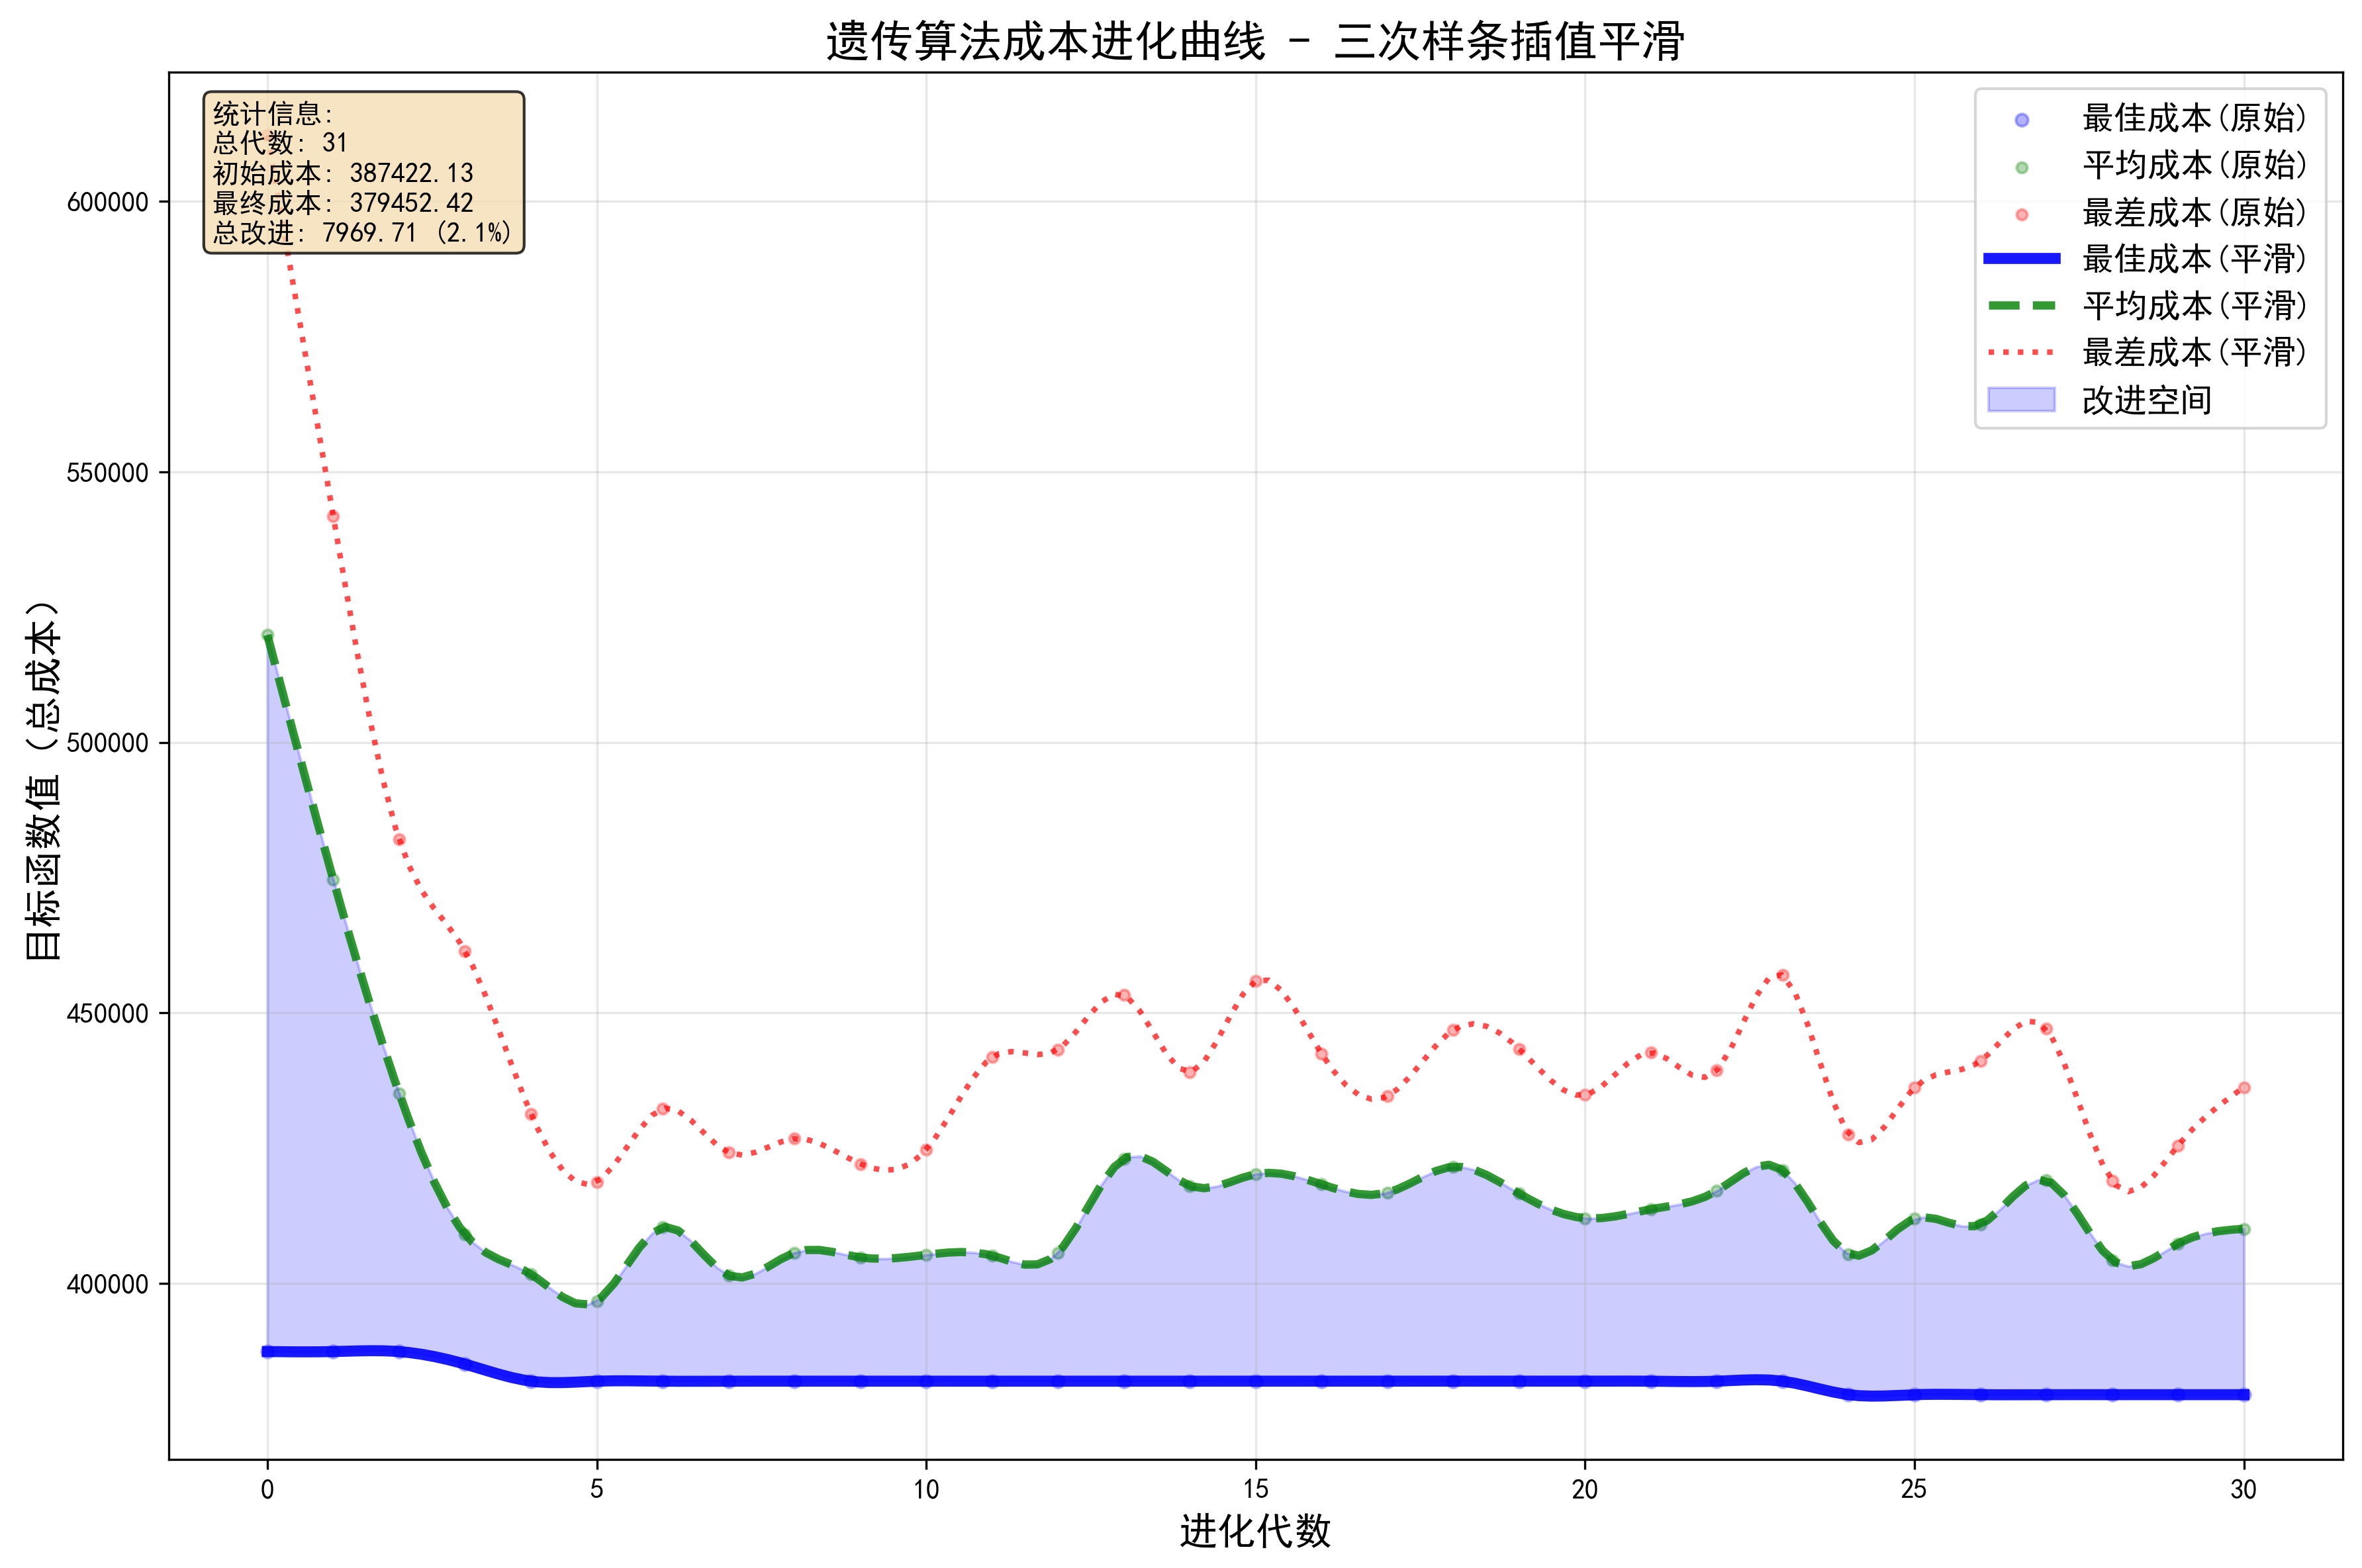 遗传算法成本进化曲线 - 三次样条插值平滑
统计信息:
总代数: 31
初始成本: 387422.13
最终成本: 379452.42
总改进: 7969.71 (2.1%)
最佳成本(原始)
平均成本(原始)
最差成本(原始)
最佳成本(平滑)
平均成本(平滑)
最差成本(平滑)
改进空间
目标函数值（总成本）
600000
550000
500000
450000
400000
0 5 10 15 20 25 30
进化代数